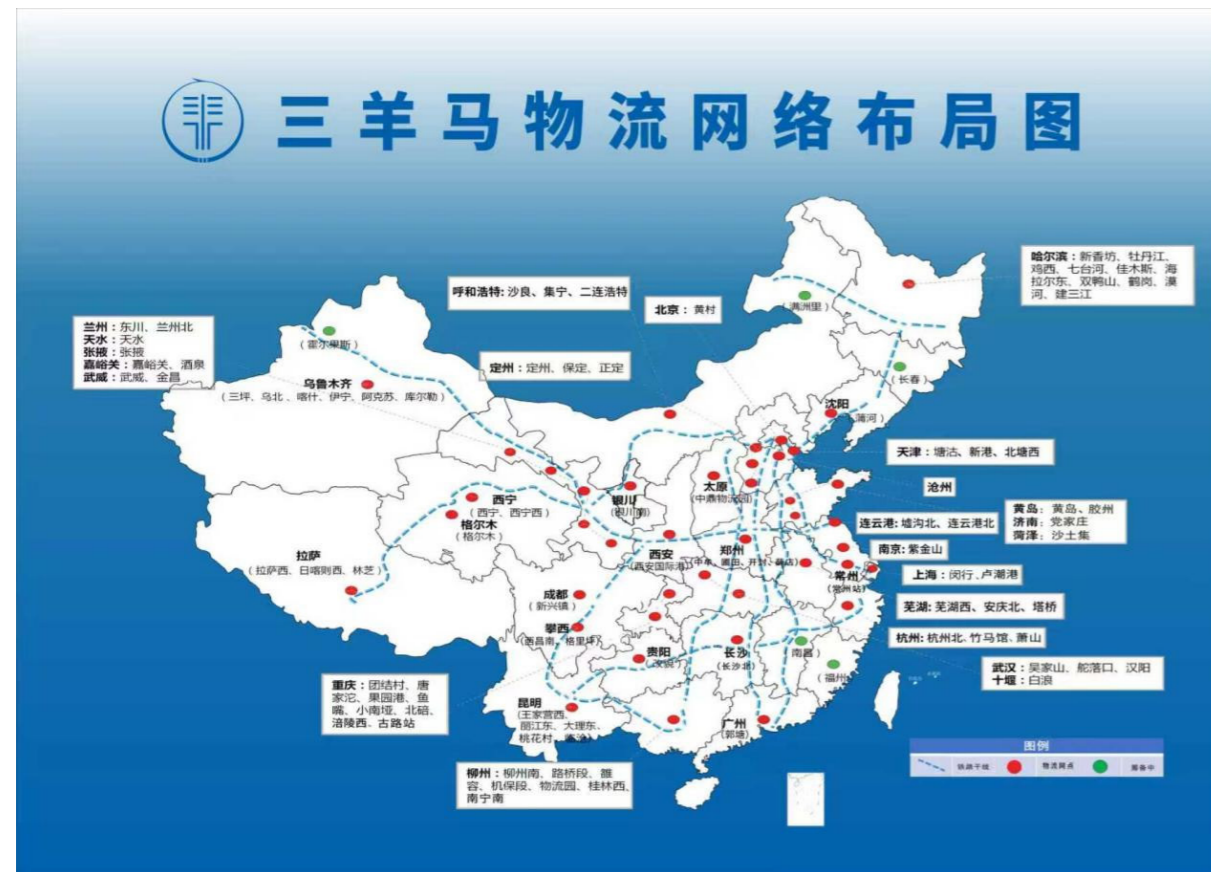 三羊马物流网络布局图
哈尔滨：新香坊、牡丹江、
鸡西、七台河、佳木斯、海
拉尔东、双鸭山、鹤岗、漠
河、建三江
呼和浩特: 沙良、集宁、二连浩特
北京：黄村
(满洲里)
兰州：东川、兰州北
天水：天水
张掖：张掖
嘉峪关：嘉峪关、酒泉
武威：武威、金昌
(霍尔果斯)
定州：定州、保定、正定
(长春)
乌鲁木齐
(三坪、乌北、喀什、伊宁、阿克苏、库尔勒)
沈阳
蒲河)
天津：塘沽、新港、北塘西
沧州
太原
(中鼎物流园)
银川
(银川南)
西宁
(西宁、西宁西)
格尔木
(格尔木)
黄岛：黄岛、胶州
济南：党家庄
菏泽：沙土集
连云港: 墟沟北、连云港北
南京: 紫金山
拉萨
(拉萨西、日喀则西、林芝)
西安
(西安国际港)
郑州
(中牟、圃田、开封、薛店)
常州
(常州站)
上海：闵行、卢潮港
成都
(新兴镇)
芜湖: 芜湖西、安庆北、塔桥
攀西
(西昌南、格里坪)
杭州: 杭州北、竹马馆、萧山
贵阳
(改貌)
长沙
(长沙北)
南昌
(福州)
武汉：吴家山、舵落口、汉阳
十堰：白浪
重庆：团结村、唐
家沱、果园港、鱼
嘴、小南垭、北碚、
涪陵西、古路站
昆明
(王家营西、
丽江东、大理东、
桃花村、
广州
(郭塘)
图例
铁路干线
物流网点
筹备中
柳州：柳州南、路桥段、雒
容、机保段、物流园、桂林西、
南宁南